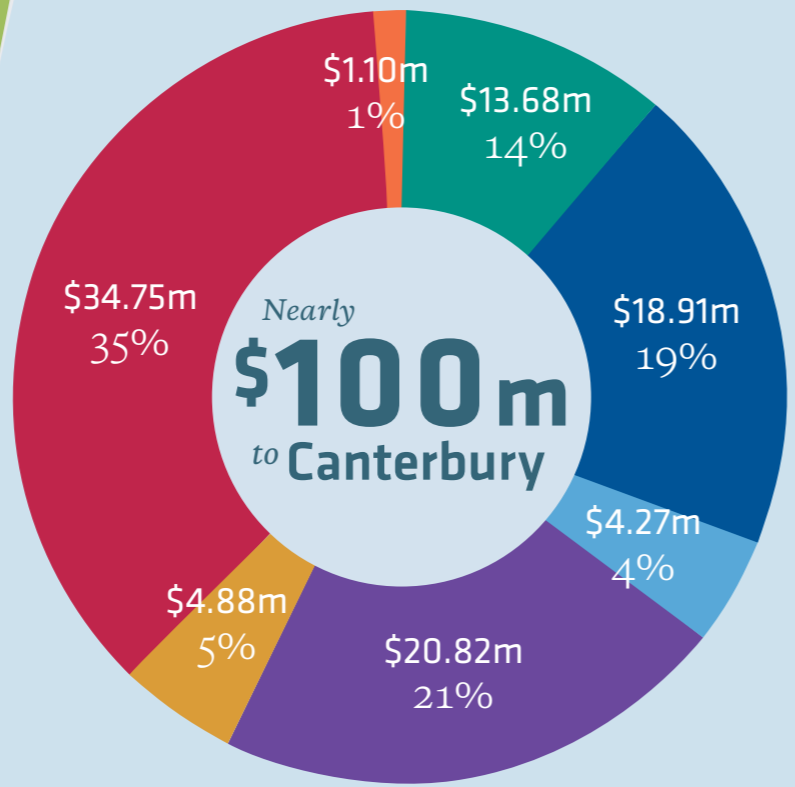 $1.10m
1%
$13.68m
14%
$18.91m
19%
$4.27m
4%
$20.82m
21%
$4.88m
5%
$34.75m
35%
Nearly
$100m
to Canterbury